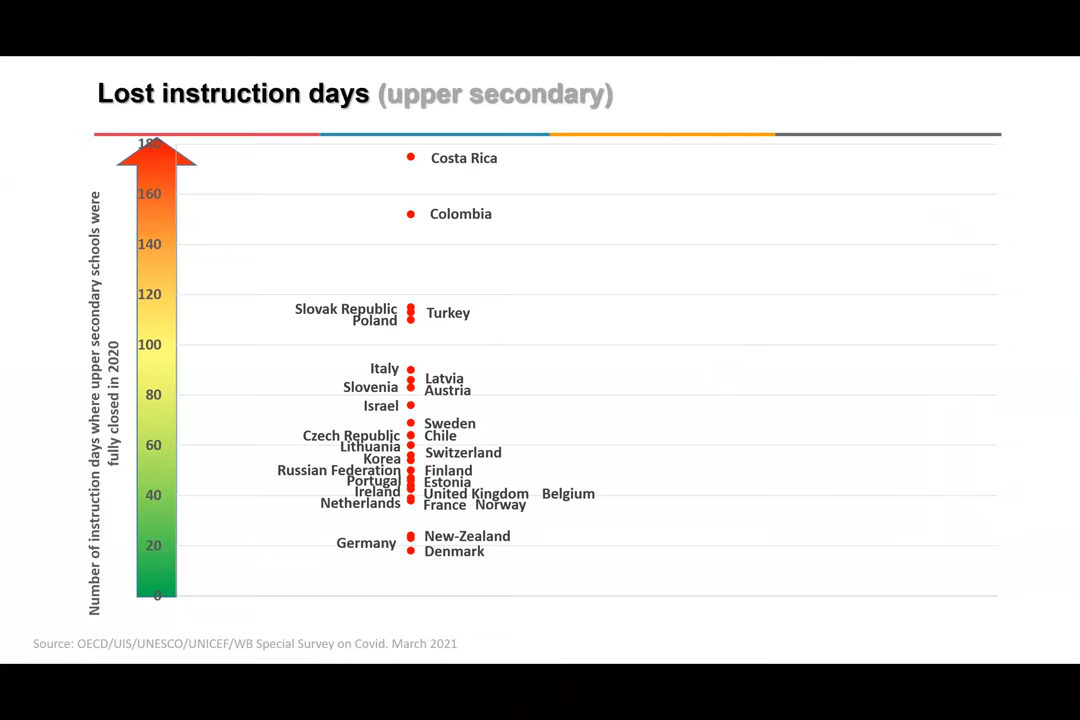 Lost instruction days (upper secondary)
Number of instruction days where upper secondary schools were
fully closed in 2020
180
160
140
120
100
80
60
40
20
0
Costa Rica
Colombia
Slovak Republic
Turkey
Poland
Italy
Latvia
Slovenia
Austria
Israel
Sweden
Czech Republic Chile
Lithuania
Switzerland
Korea
Russian Federation Finland
Portugal Estonia
Ireland United Kingdom Belgium
Netherlands France Norway
New-Zealand
Germany
Denmark
Source: OECD/UIS/UNESCO/UNICEF/WB Special Survey on Covid. March 2021